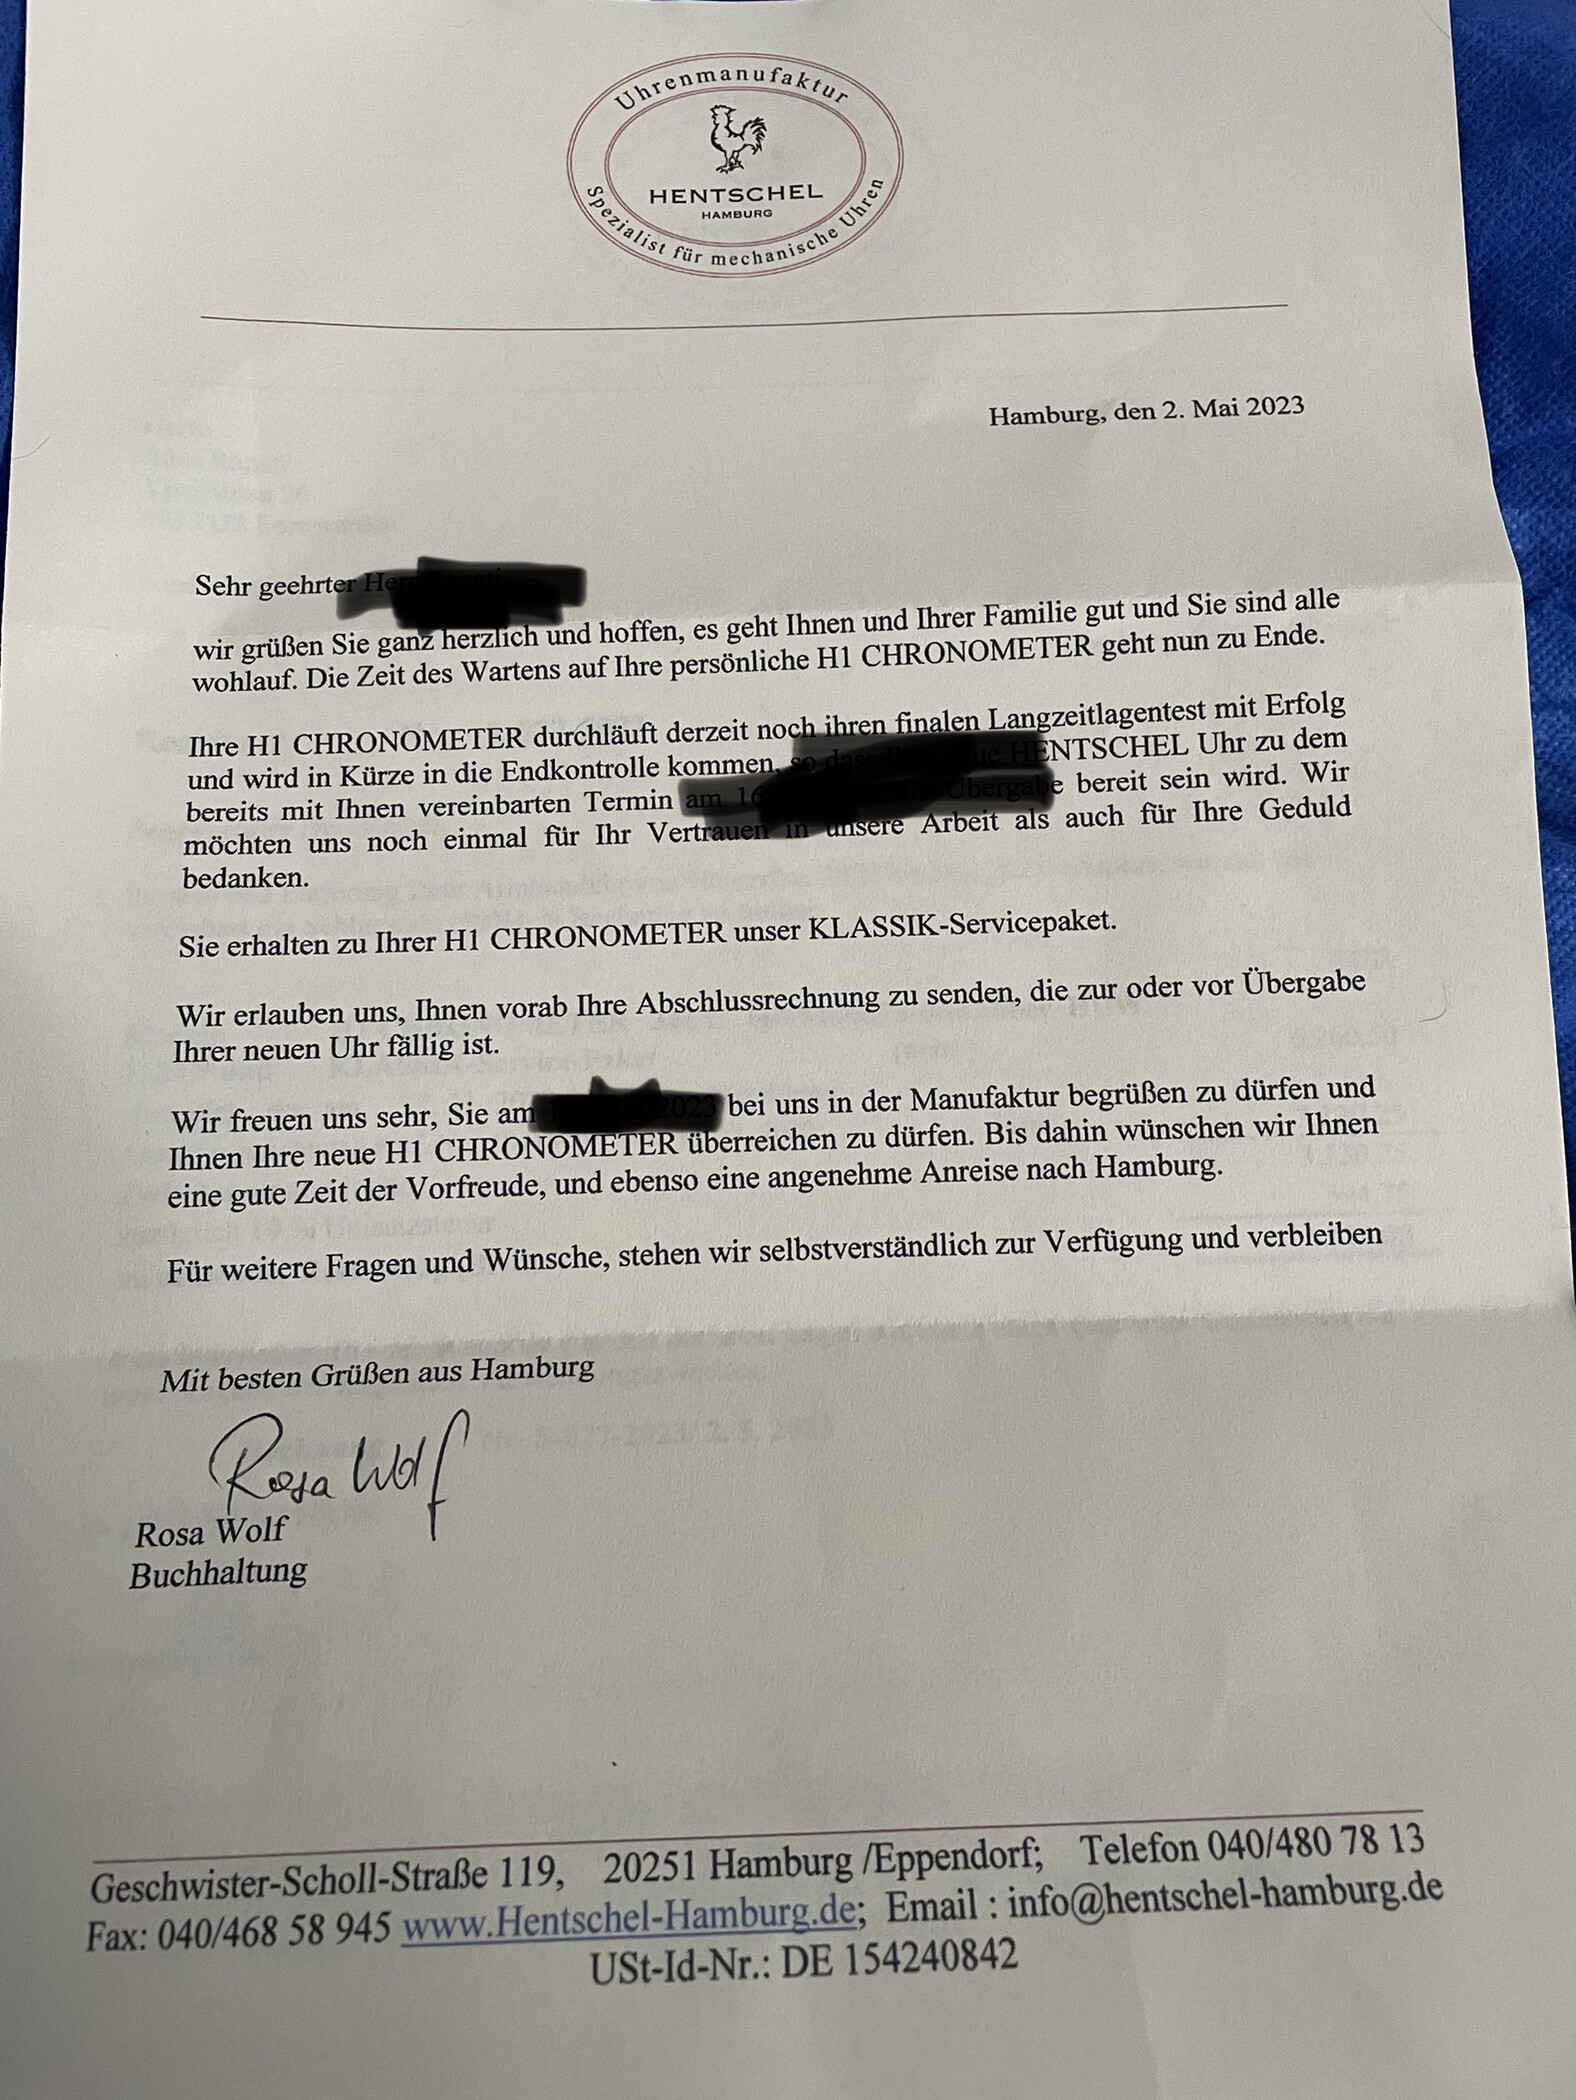 Uhrenmanufaktur
HENTSCHEL
HAMBURG
Spezialist für mechanische Uhren
Hamburg, den 2. Mai 2023
Sehr geehrter Herr
wir grüßen Sie ganz herzlich und hoffen, es geht Ihnen und Ihrer Familie gut und Sie sind alle
wohlauf. Die Zeit des Wartens auf Ihre persönliche H1 CHRONOMETER geht nun zu Ende.
Ihre H1 CHRONOMETER durchläuft derzeit noch ihren finalen Langzeitlagentest mit Erfolg
und wird in Kürze in die Endkontrolle kommen, so dass HENTSCHEL Uhr zu dem
bereits mit Ihnen vereinbarten Termin am Übergabe bereit sein wird. Wir
möchten uns noch einmal für Ihr Vertrauen in unsere Arbeit als auch für Ihre Geduld
bedanken.
Sie erhalten zu Ihrer H1 CHRONOMETER unser KLASSIK-Servicepaket.
Wir erlauben uns, Ihnen vorab Ihre Abschlussrechnung zu senden, die zur oder vor Übergabe
Ihrer neuen Uhr fällig ist.
Wir freuen uns sehr, Sie am 2023 bei uns in der Manufaktur begrüßen zu dürfen und
Ihnen Ihre neue H1 CHRONOMETER überreichen zu dürfen. Bis dahin wünschen wir Ihnen
eine gute Zeit der Vorfreude, und ebenso eine angenehme Anreise nach Hamburg.
Für weitere Fragen und Wünsche, stehen wir selbstverständlich zur Verfügung und verbleiben
Mit besten Grüßen aus Hamburg
Rosa Wolf
Rosa Wolf
Buchhaltung
Geschwister-Scholl-Straße 119, 20251 Hamburg /Eppendorf; Telefon 040/480 78 13
Fax: 040/468 58 945 www.Hentschel-Hamburg.de; Email : info@hentschel-hamburg.de
USt-Id-Nr.: DE 154240842